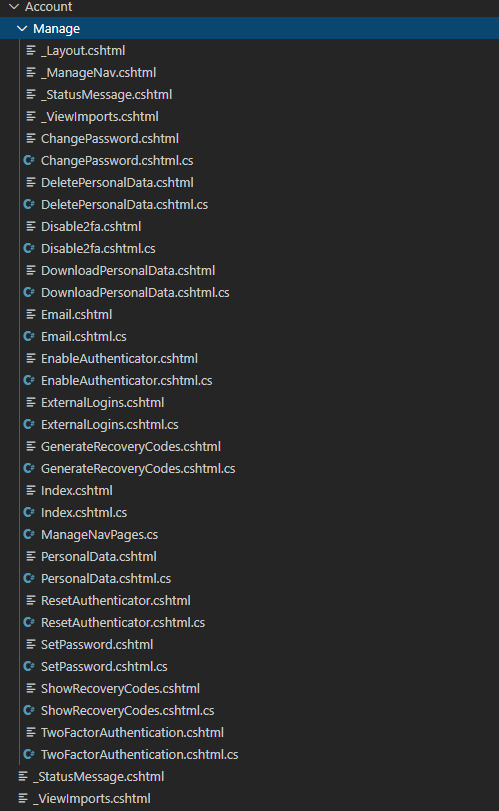 Account
Manage
_Layout.cshtml
_ManageNav.cshtml
_StatusMessage.cshtml
_ViewImports.cshtml
ChangePassword.cshtml
C# ChangePassword.cshtml.cs
DeletePersonalData.cshtml
C# DeletePersonalData.cshtml.cs
Disable2fa.cshtml
C# Disable2fa.cshtml.cs
DownloadPersonalData.cshtml
C# DownloadPersonalData.cshtml.cs
Email.cshtml
C# Email.cshtml.cs
EnableAuthenticator.cshtml
C# EnableAuthenticator.cshtml.cs
ExternalLogins.cshtml
C# ExternalLogins.cshtml.cs
GenerateRecoveryCodes.cshtml
C# GenerateRecoveryCodes.cshtml.cs
Index.cshtml
C# Index.cshtml.cs
C# ManageNavPages.cs
PersonalData.cshtml
C# PersonalData.cshtml.cs
ResetAuthenticator.cshtml
C# ResetAuthenticator.cshtml.cs
SetPassword.cshtml
C# SetPassword.cshtml.cs
ShowRecoveryCodes.cshtml
C# ShowRecoveryCodes.cshtml.cs
TwoFactorAuthentication.cshtml
C# TwoFactorAuthentication.cshtml.cs
_StatusMessage.cshtml
_ViewImports.cshtml